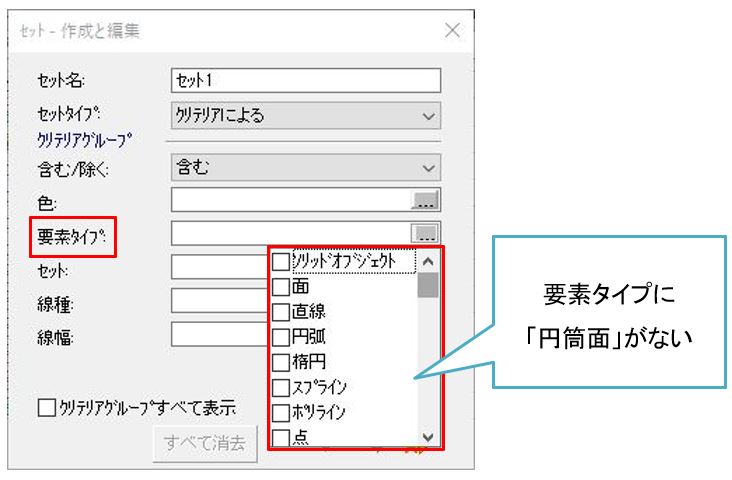 ｾｯﾄ - 作成と編集
ｾｯﾄ名:
ｾｯﾄ1
ｾｯﾄﾀｲﾌﾟ:
ｸﾘﾃﾘｱによる
ｸﾘﾃﾘｱｸﾞﾙｰﾌﾟ
含む/除く:
含む
色:
...
要素ﾀｲﾌﾟ:
...
ｾｯﾄ:
線種:
線幅:
ｿﾘｯﾄﾞｵﾌﾞｼﾞｪｸﾄ
面
直線
円弧
楕円
ｽﾌﾟﾗｲﾝ
ﾎﾟﾘﾗｲﾝ
点
ｸﾘﾃﾘｱｸﾞﾙｰﾌﾟすべて表示
すべて消去
要素タイプに
「円筒面」がない